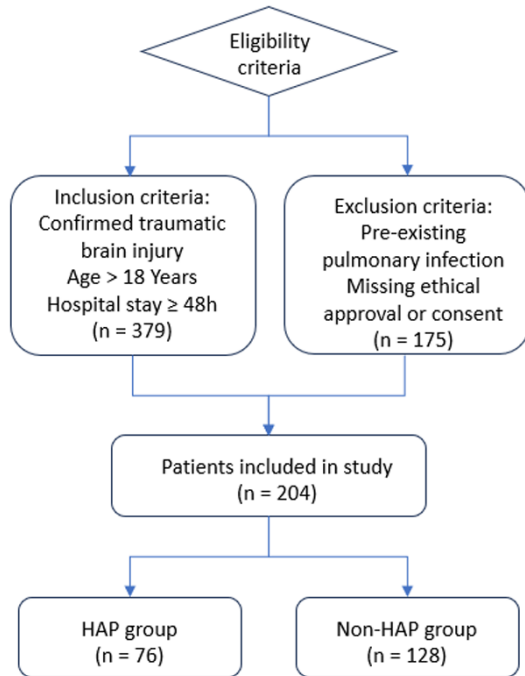 Eligibility
criteria
Inclusion criteria:
Confirmed traumatic
brain injury
Age > 18 Years
Hospital stay ≥ 48h
(n = 379)
Exclusion criteria:
Pre-existing
pulmonary infection
Missing ethical
approval or consent
(n = 175)
Patients included in study
(n = 204)
HAP group
(n = 76)
Non-HAP group
(n = 128)